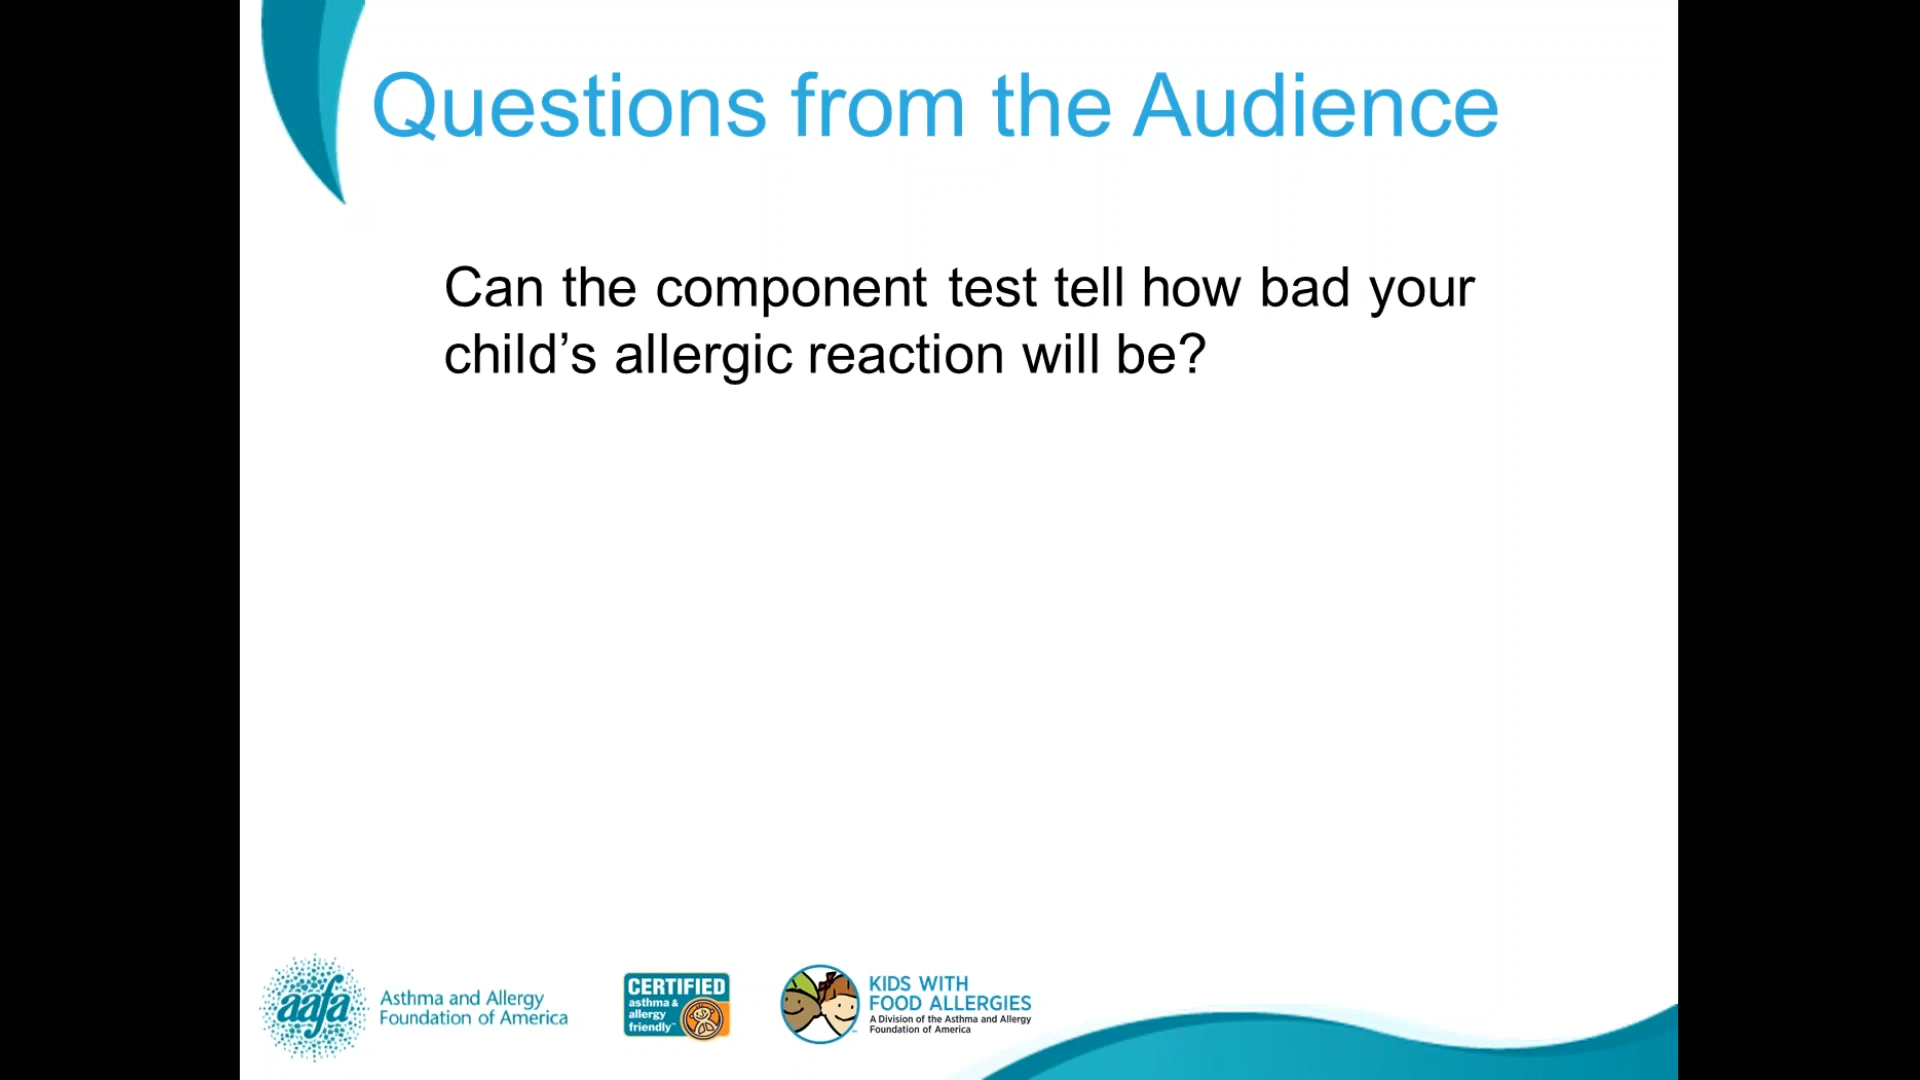 Questions from the Audience
Can the component test tell how bad your
child’s allergic reaction will be?
aafa
Asthma and Allergy
Foundation of America
CERTIFIED
asthma &
allergy
friendly™
KIDS WITH
FOOD ALLERGIES
A Division of the Asthma and Allergy
Foundation of America